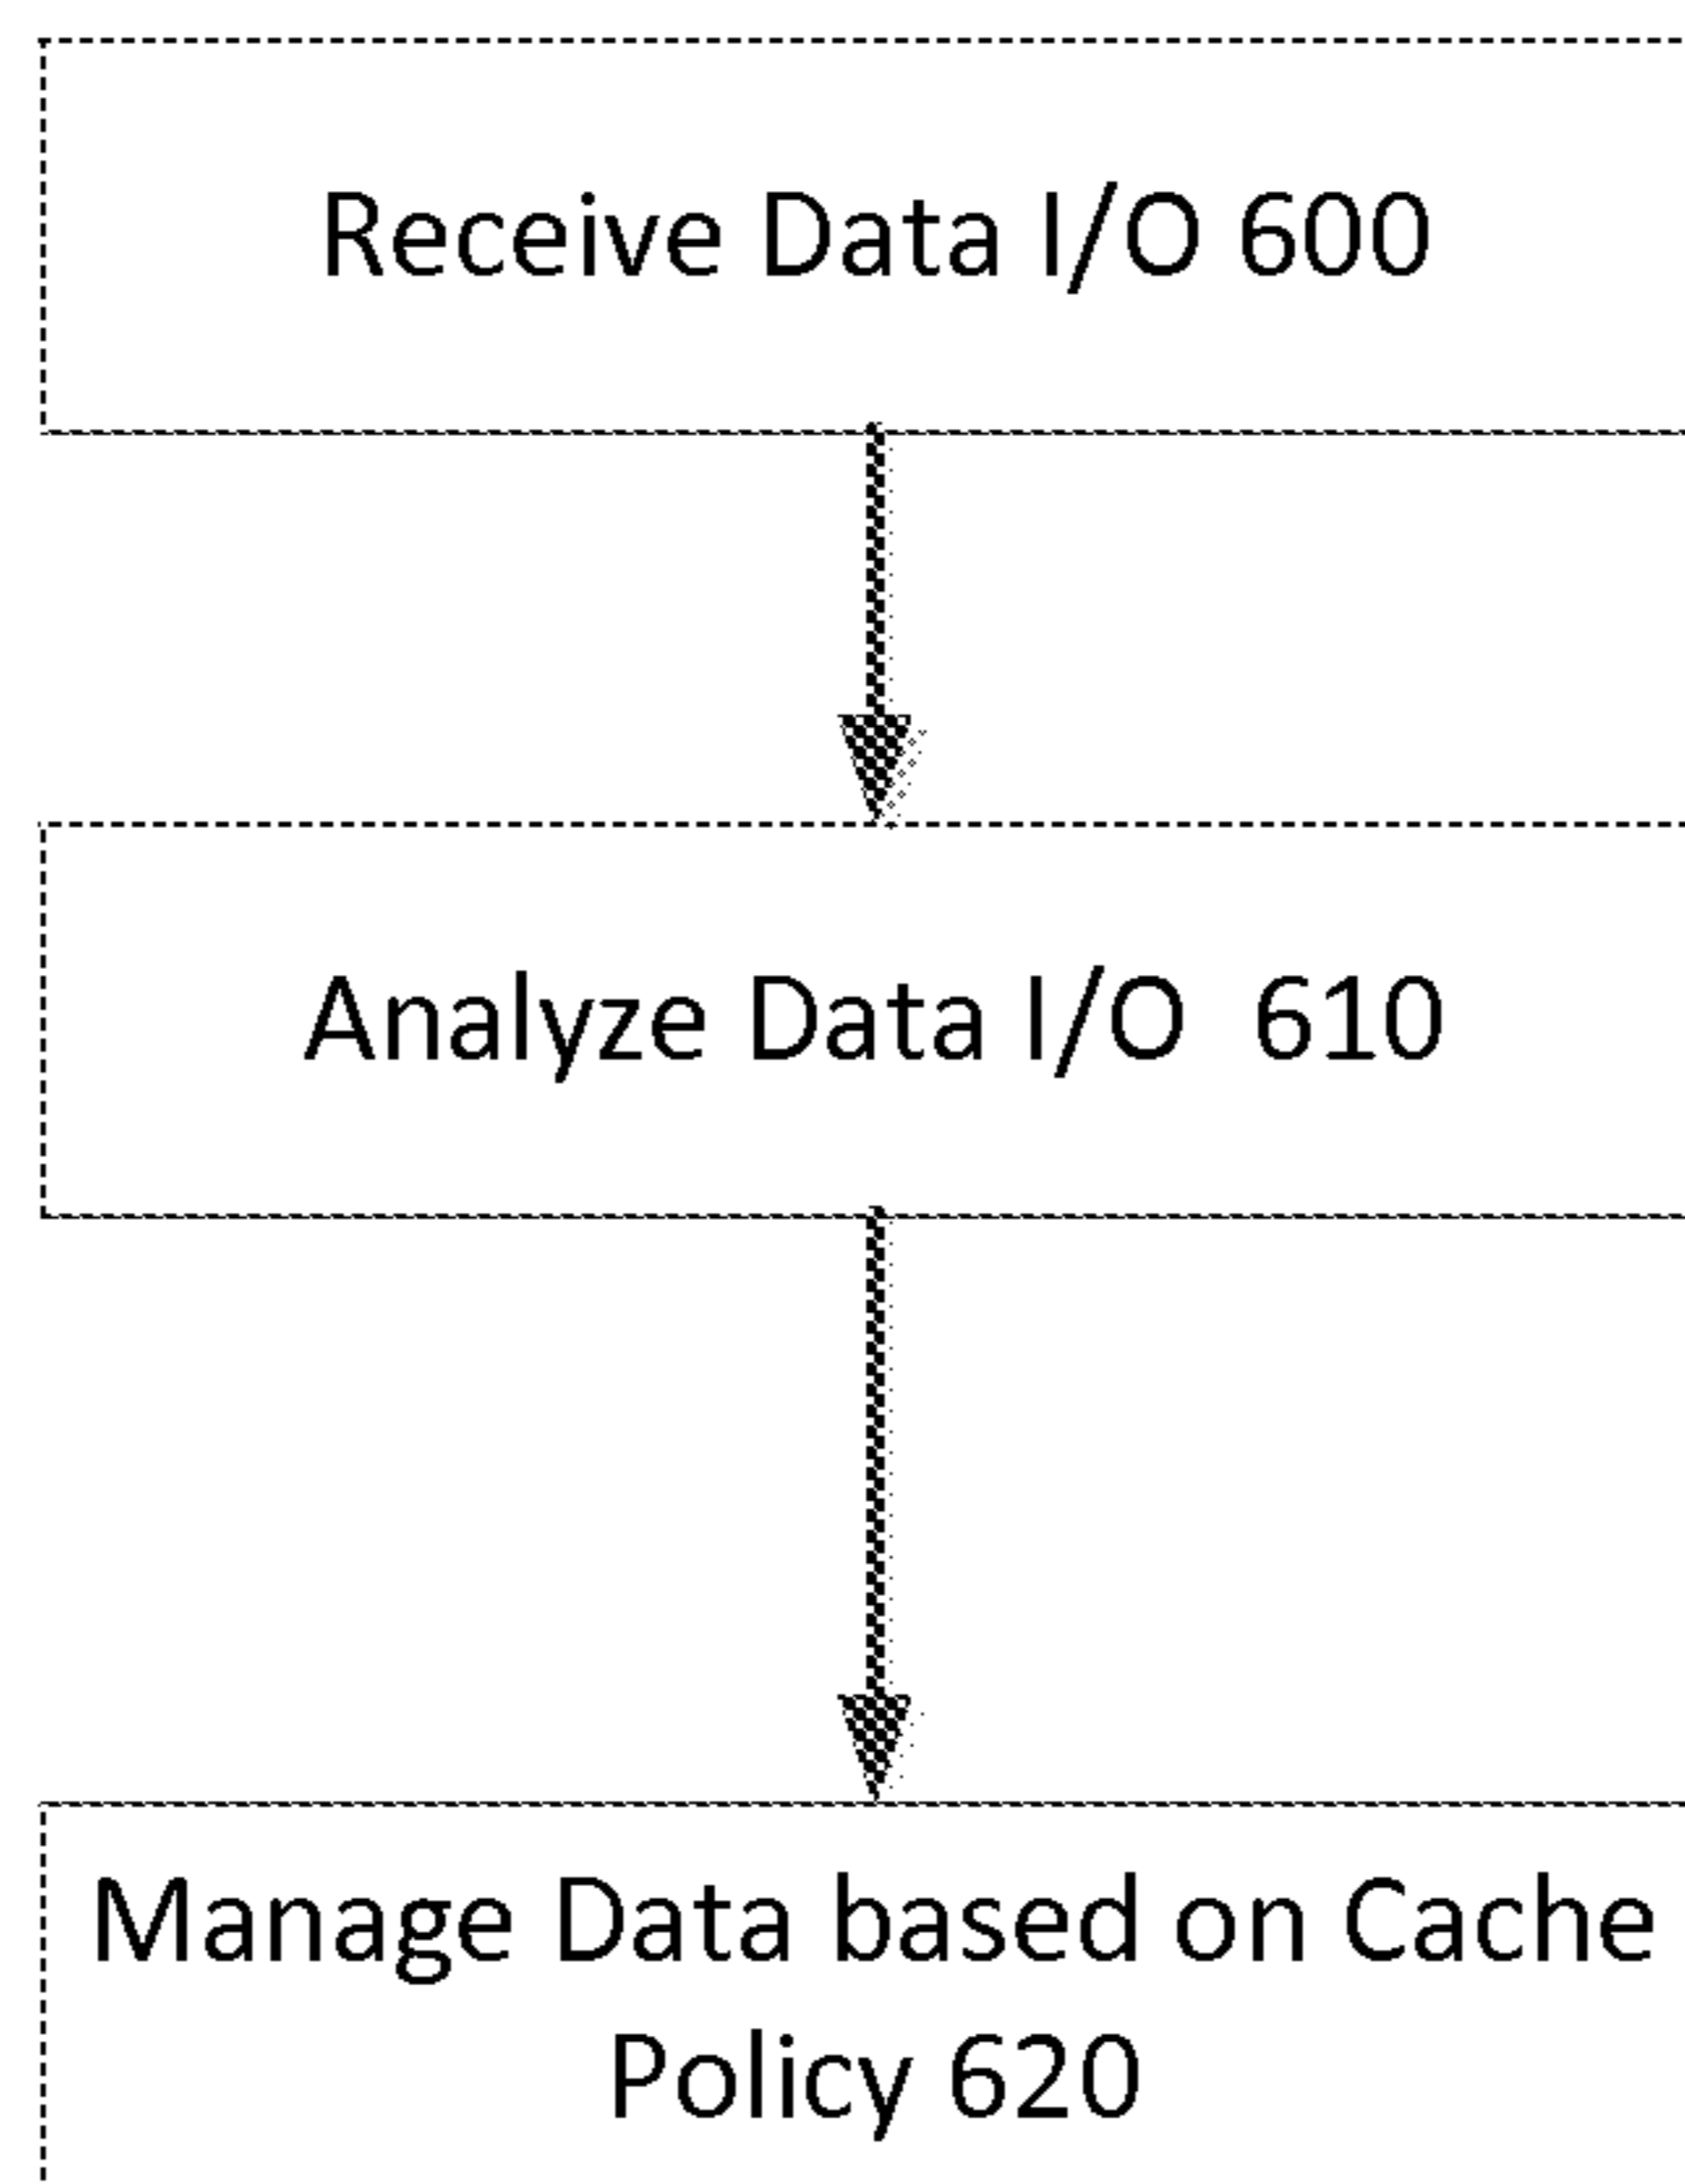 Receive Data I/O 600
Analyze Data I/O 610
Manage Data based on Cache
Policy 620